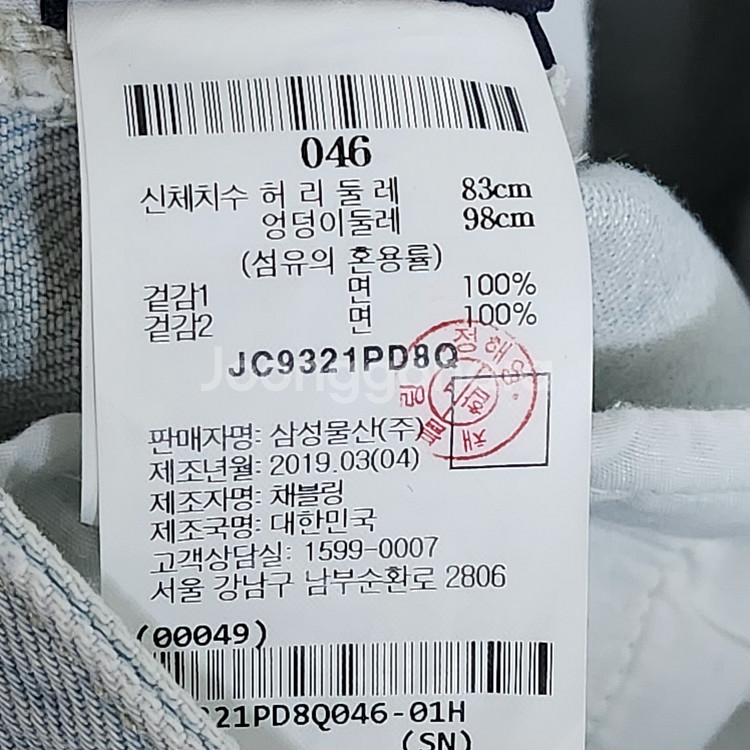 046
신체치수 허리둘레 83cm
엉덩이둘레 98cm
(섬유의 혼용률)
겉감1 면 100%
겉감2 면 100%
JC9321PD8Q
판매자명: 삼성물산(주)
제조년월: 2019.03(04)
제조자명: 채블링
제조국명: 대한민국
고객상담실: 1599-0007
서울 강남구 남부순환로 2806
(00049)
321PD8Q046-01H
(SN)